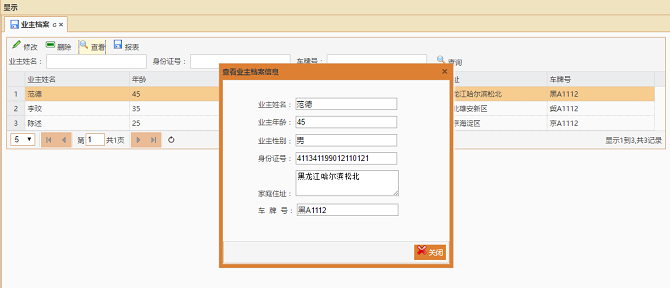 显示
业主档案
修改 删除 查看 报表
业主姓名： 身份证号： 车牌号： 查询
业主姓名 年龄 址 车牌号
1 范德 45 龙江哈尔滨松北 黑A1112
2 李玟 35 北雄安新区 冀A1112
3 陈述 25 京海淀区 京A1112
5 第 1 共1页 显示1到3,共3记录
查看业主档案信息
业主姓名： 范德
业主年龄： 45
业主性别： 男
身份证号： 411341199012110121
家庭住址： 黑龙江哈尔滨松北
车 牌 号： 黑A1112
关闭